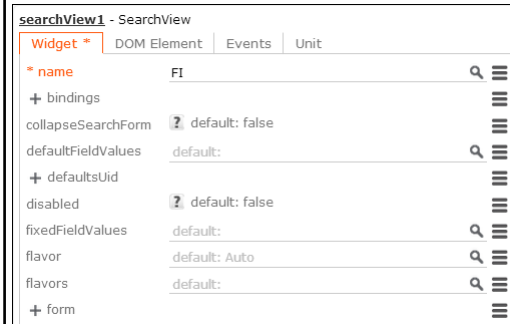 searchView1 - SearchView
Widget * DOM Element Events Unit
* name FI
+ bindings
collapseSearchForm ? default: false
defaultFieldValues default:
+ defaultsUid
disabled ? default: false
fixedFieldValues default:
flavor default: Auto
flavors default:
+ form